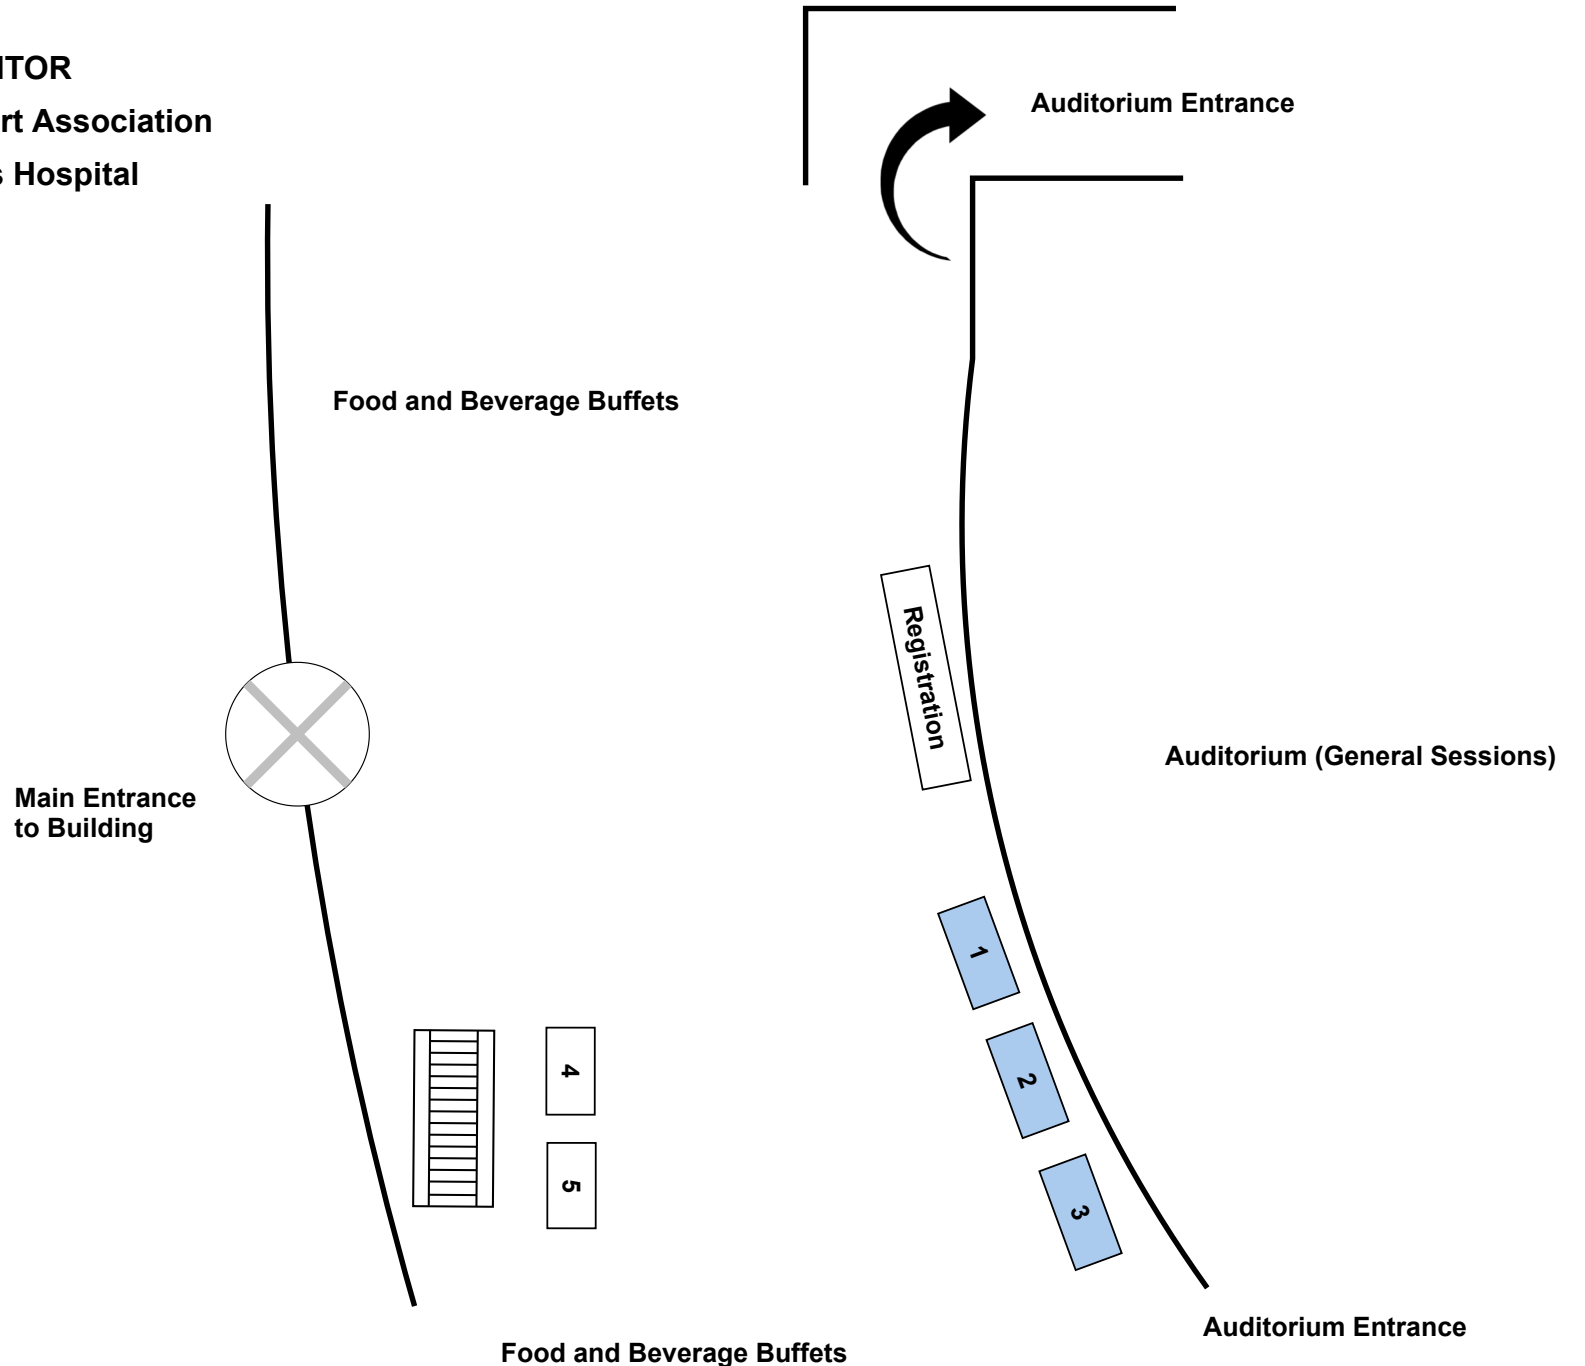 ITOR
rt Association
s Hospital
Auditorium Entrance
Food and Beverage Buffets
Registration
Auditorium (General Sessions)
Main Entrance
to Building
1
2
3
4
5
Auditorium Entrance
Food and Beverage Buffets